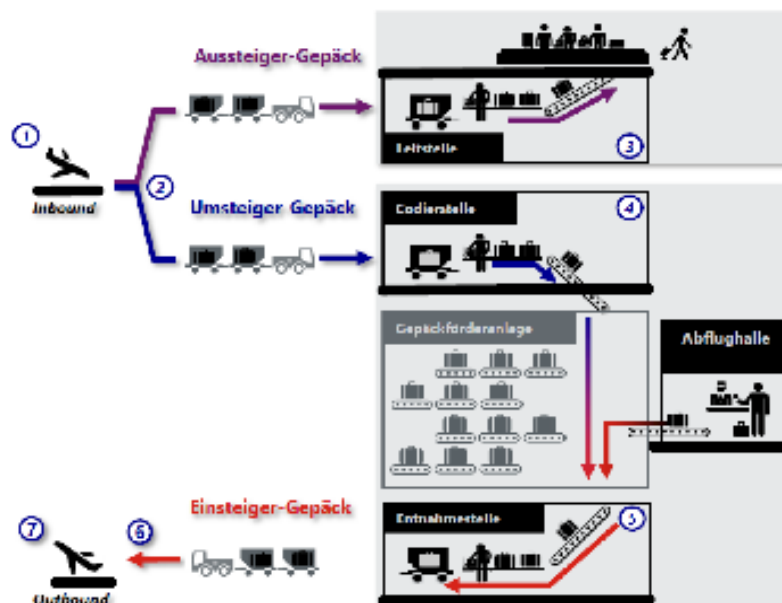 Aussteiger-Gepäck
1
Leitstelle
3
Inbound
2
Umsteiger-Gepäck
Codierstelle
4
Gepäckförderanlage
Abflughalle
Einsteiger-Gepäck
Entnahmestelle
5
7
6
Outbound